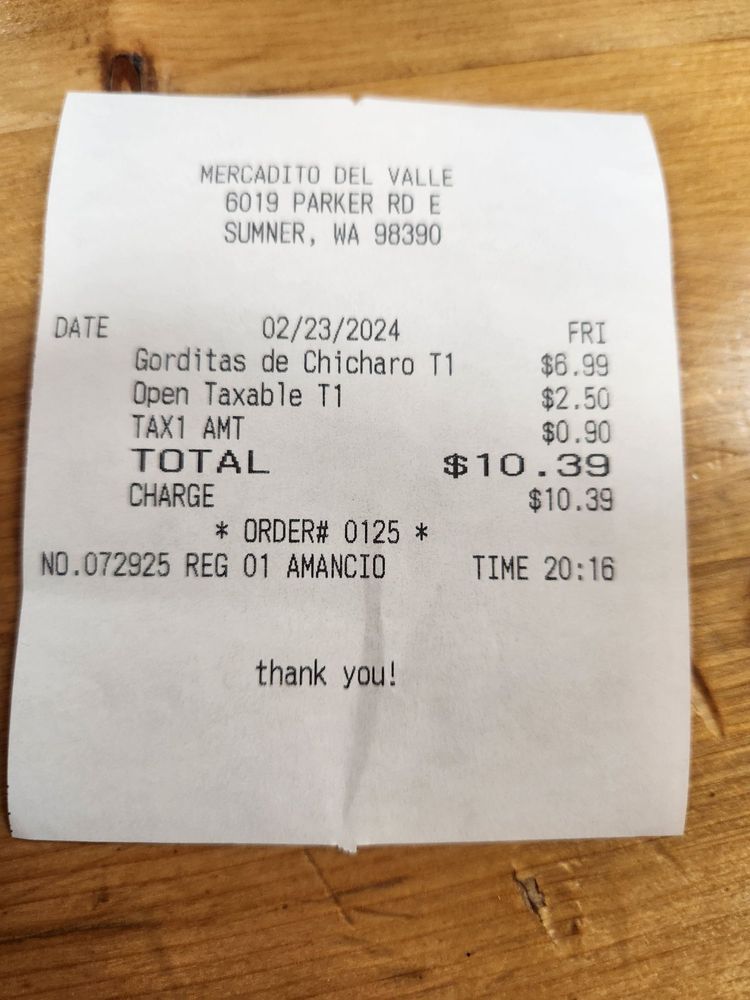 MERCADITO DEL VALLE
6019 PARKER RD E
SUMNER, WA 98390
DATE 02/23/2024 FRI
Gorditas de Chicharo T1 $6.99
Open Taxable T1 $2.50
TAX1 AMT $0.90
TOTAL $10.39
CHARGE $10.39
* ORDER# 0125 *
NO.072925 REG 01 AMANCIO TIME 20:16
thank you!